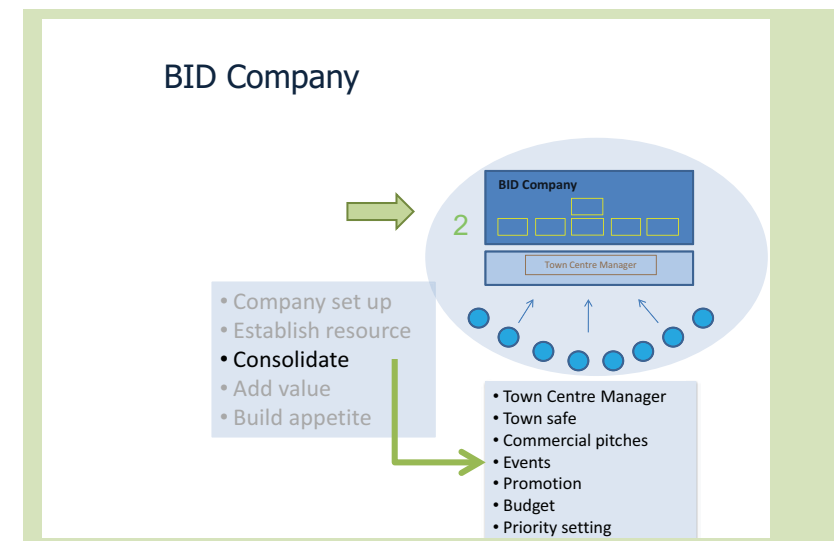 BID Company
BID Company
2
Town Centre Manager
• Company set up
• Establish resource
• Consolidate
• Add value
• Build appetite
• Town Centre Manager
• Town safe
• Commercial pitches
• Events
• Promotion
• Budget
• Priority setting